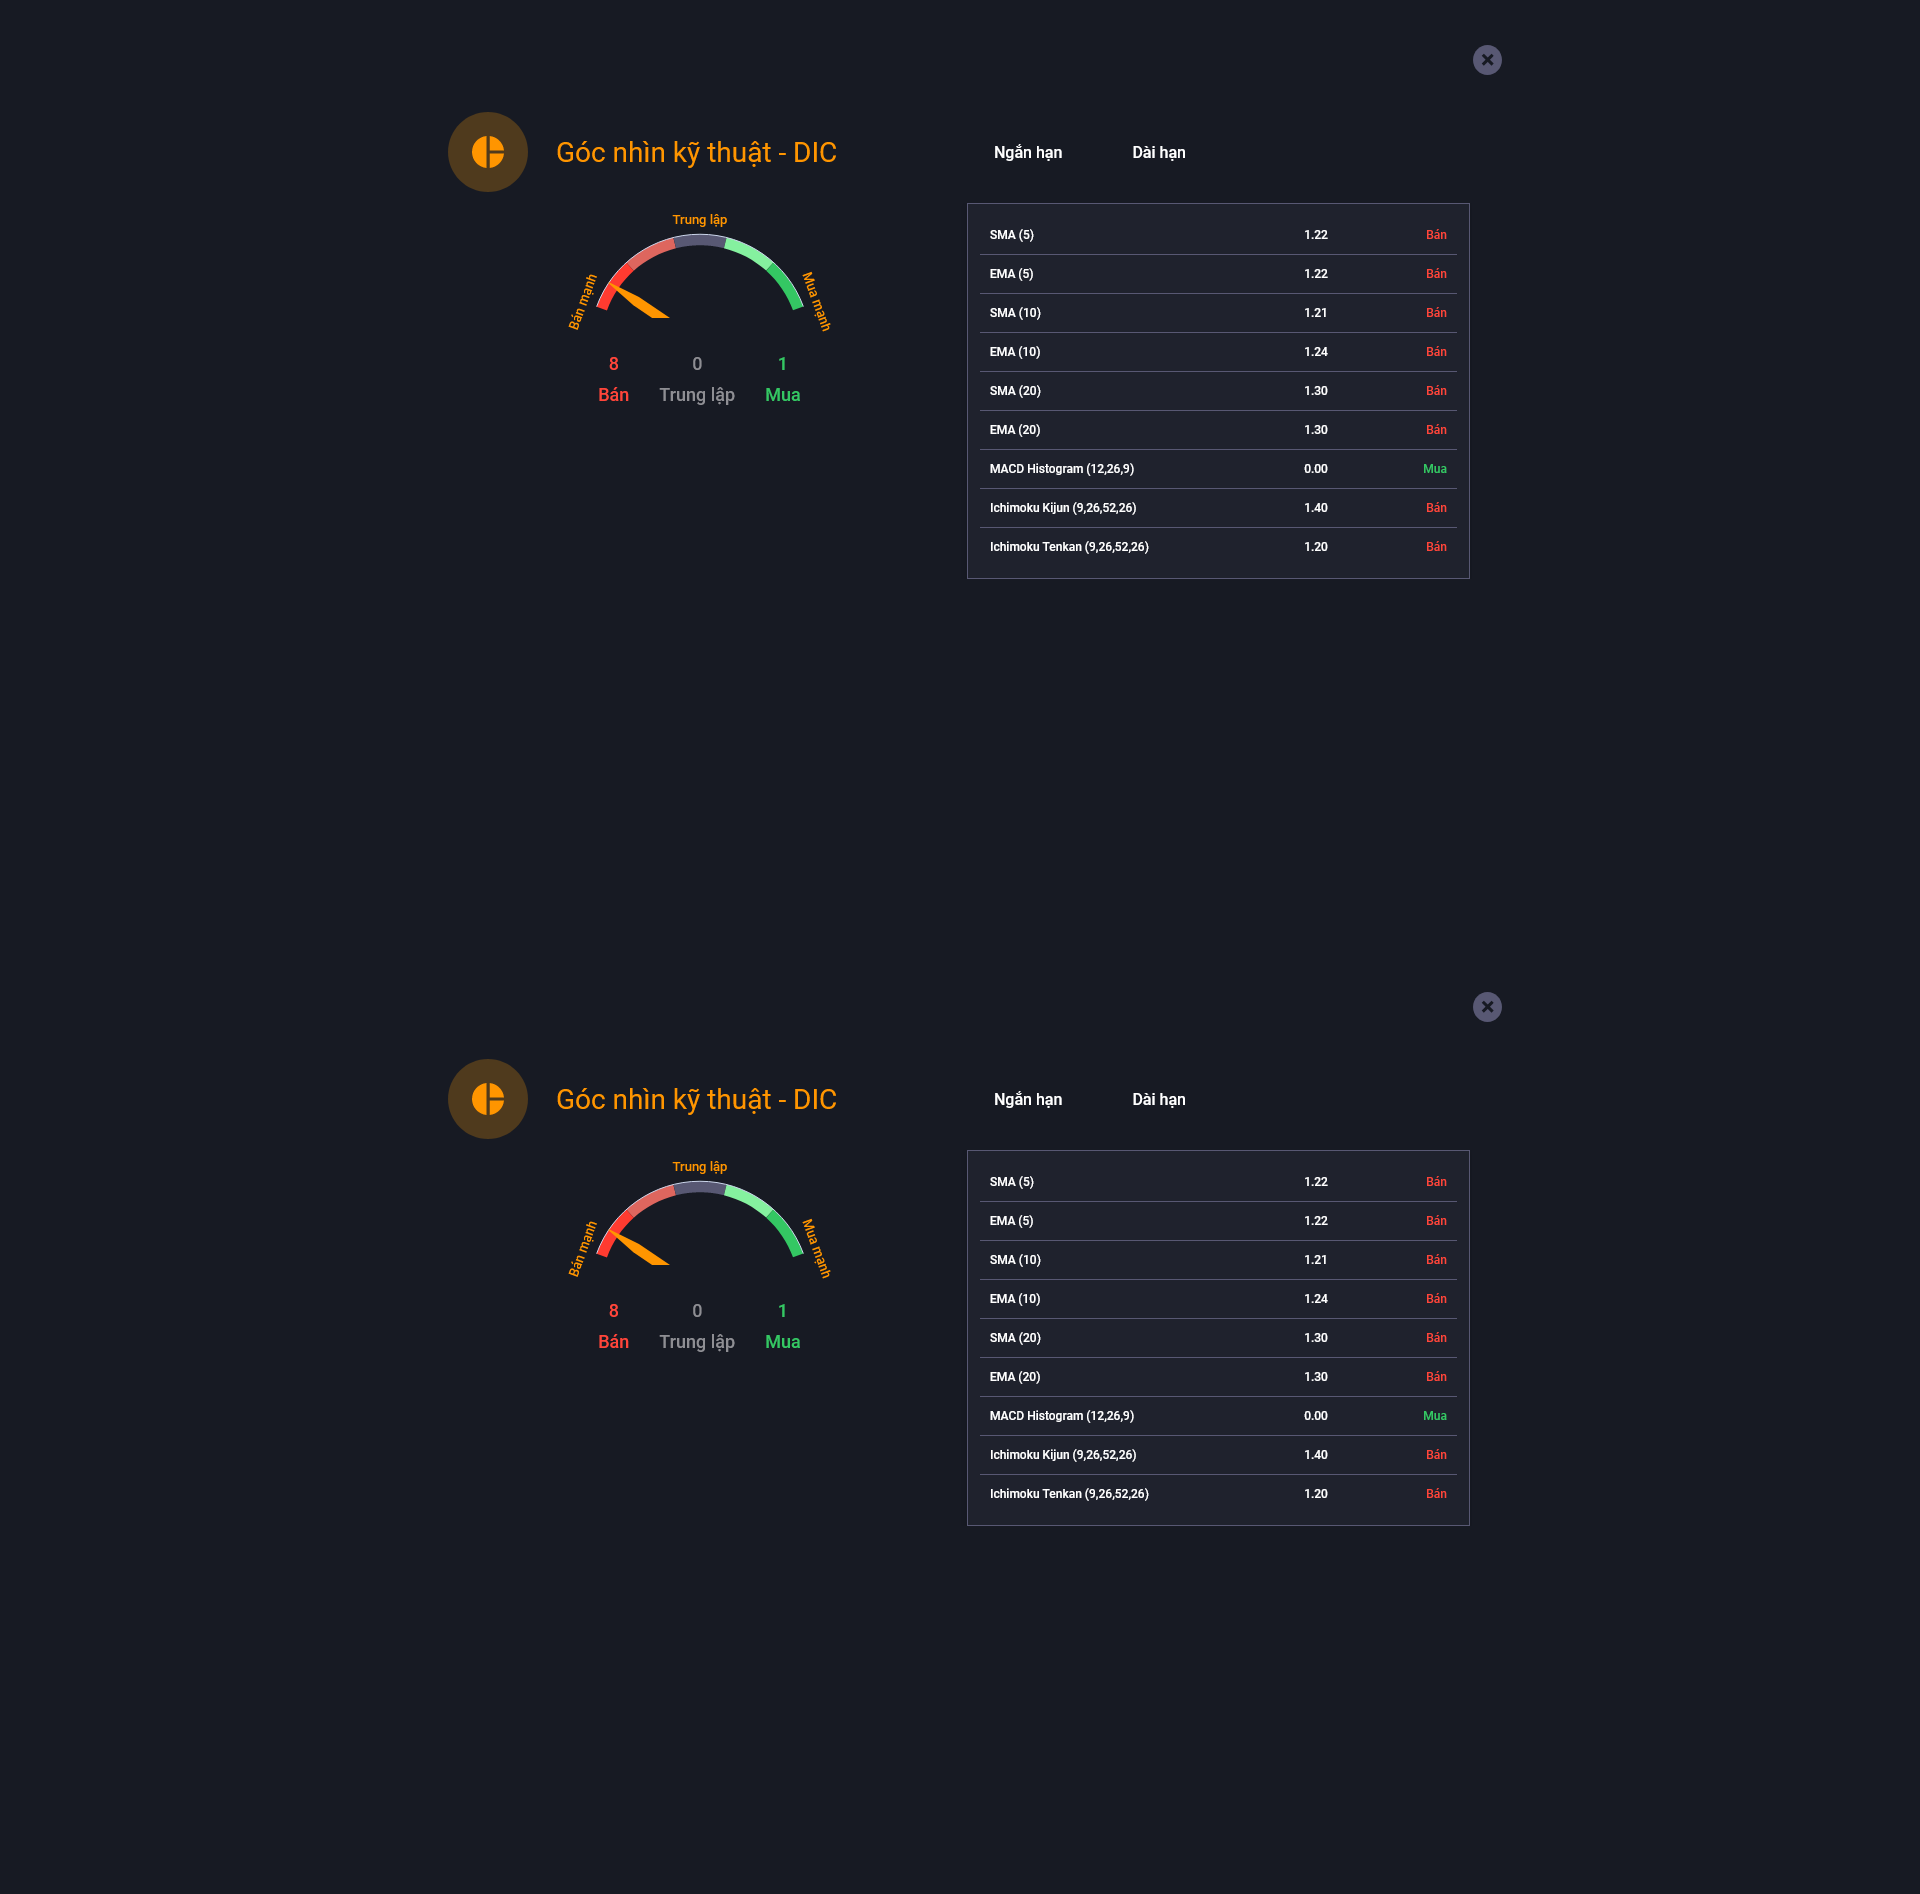 Góc nhìn kỹ thuật - DIC
Trung lập
Bán mạnh
Mua mạnh
8 0 1
Bán Trung lập Mua
Ngắn hạn Dài hạn
SMA (5) 1.22 Bán
EMA (5) 1.22 Bán
SMA (10) 1.21 Bán
EMA (10) 1.24 Bán
SMA (20) 1.30 Bán
EMA (20) 1.30 Bán
MACD Histogram (12,26,9) 0.00 Mua
Ichimoku Kijun (9,26,52,26) 1.40 Bán
Ichimoku Tenkan (9,26,52,26) 1.20 Bán
Góc nhìn kỹ thuật - DIC
Trung lập
Bán mạnh
Mua mạnh
8 0 1
Bán Trung lập Mua
Ngắn hạn Dài hạn
SMA (5) 1.22 Bán
EMA (5) 1.22 Bán
SMA (10) 1.21 Bán
EMA (10) 1.24 Bán
SMA (20) 1.30 Bán
EMA (20) 1.30 Bán
MACD Histogram (12,26,9) 0.00 Mua
Ichimoku Kijun (9,26,52,26) 1.40 Bán
Ichimoku Tenkan (9,26,52,26) 1.20 Bán